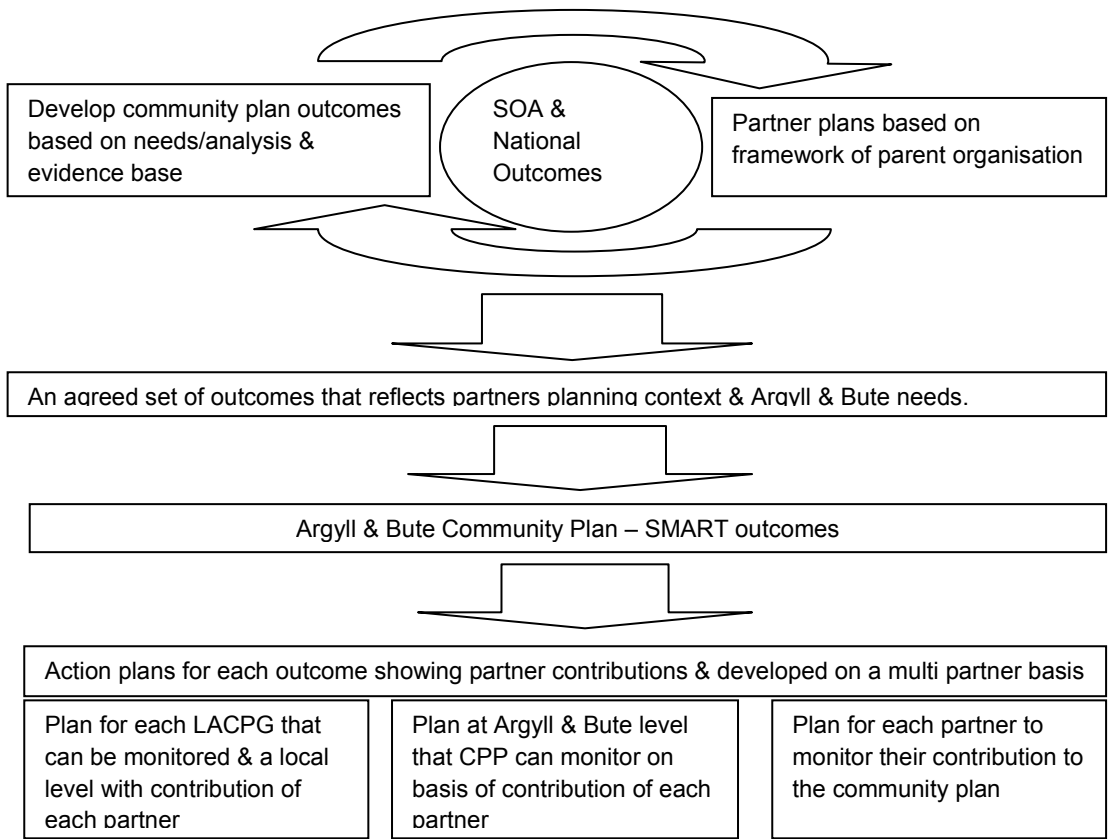 Develop community plan outcomes
based on needs/analysis &
evidence base
SOA &
National
Outcomes
Partner plans based on
framework of parent organisation
An agreed set of outcomes that reflects partners planning context & Argyll & Bute needs.
Argyll & Bute Community Plan – SMART outcomes
Action plans for each outcome showing partner contributions & developed on a multi partner basis
Plan for each LACPG that
can be monitored & a local
level with contribution of
each partner
Plan at Argyll & Bute level
that CPP can monitor on
basis of contribution of each
partner
Plan for each partner to
monitor their contribution to
the community plan